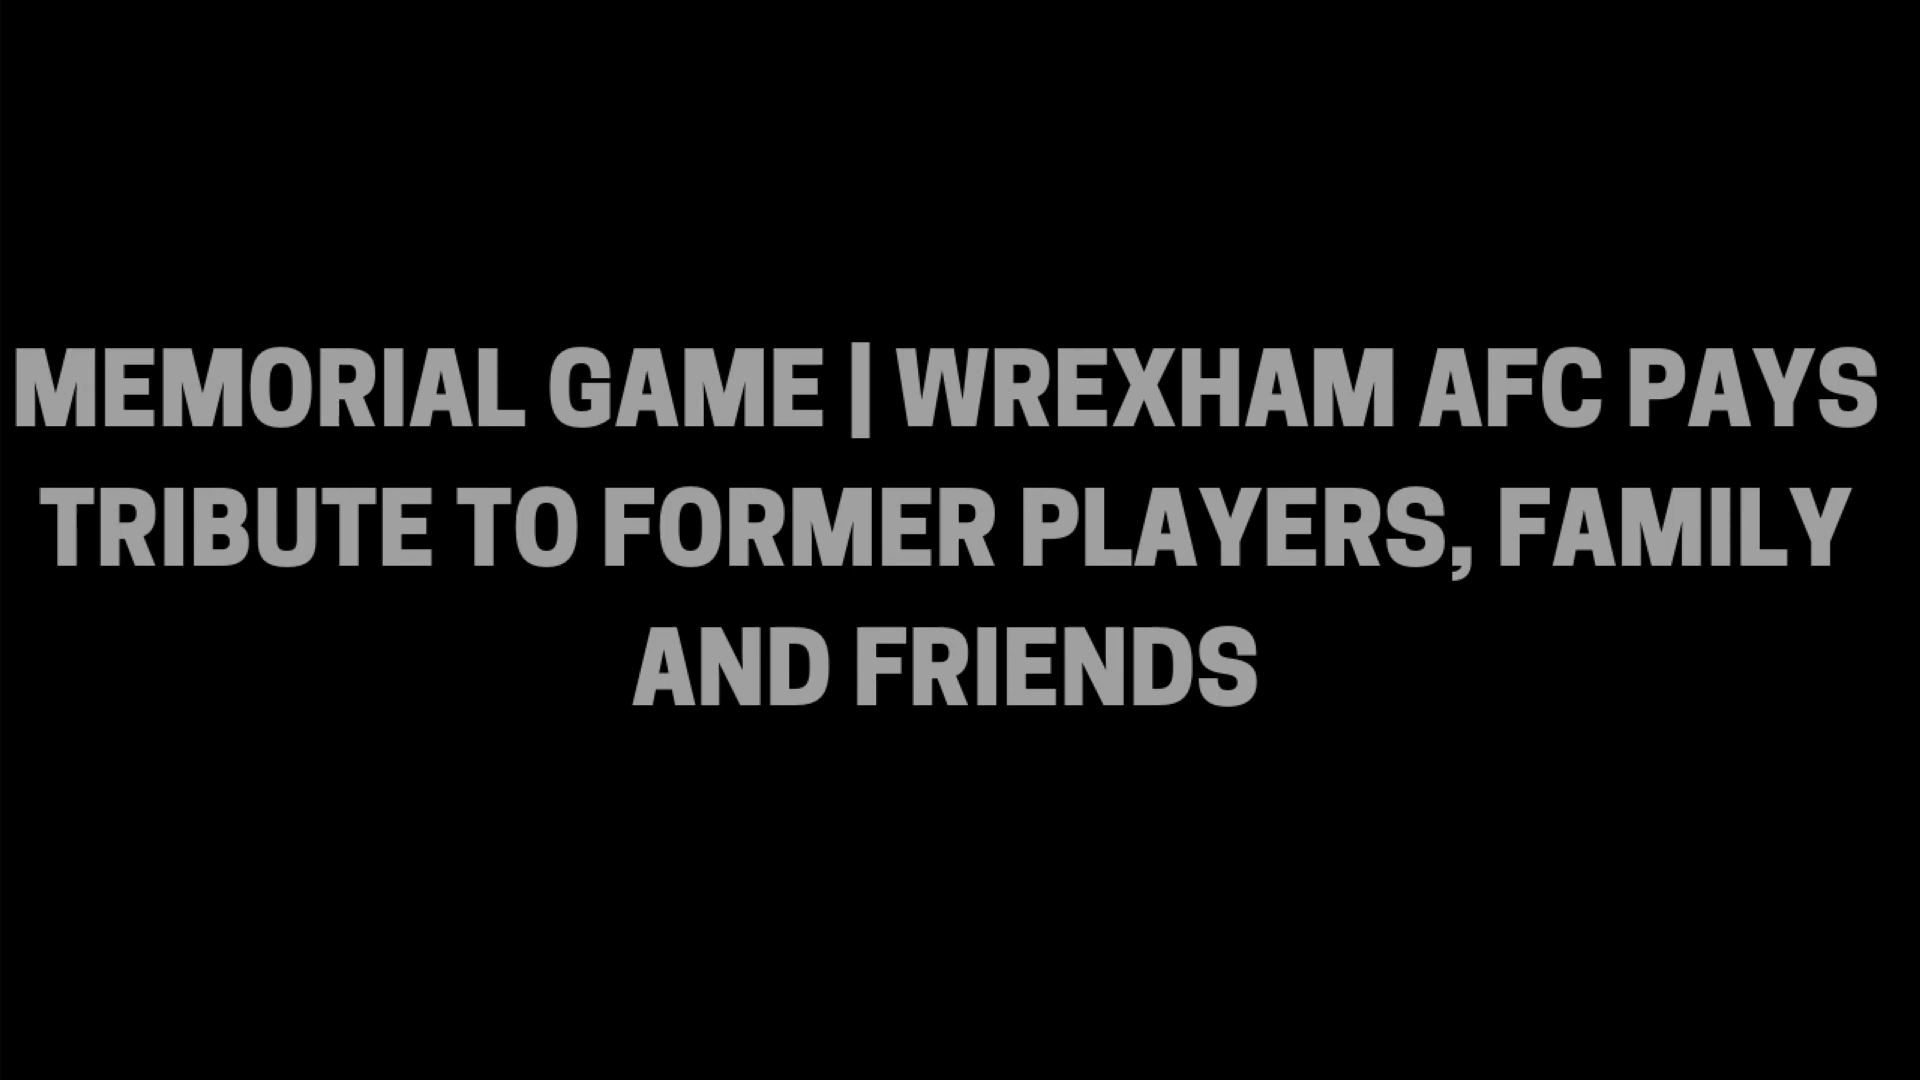 MEMORIAL GAME | WREXHAM AFC PAYS
TRIBUTE TO FORMER PLAYERS, FAMILY
AND FRIENDS